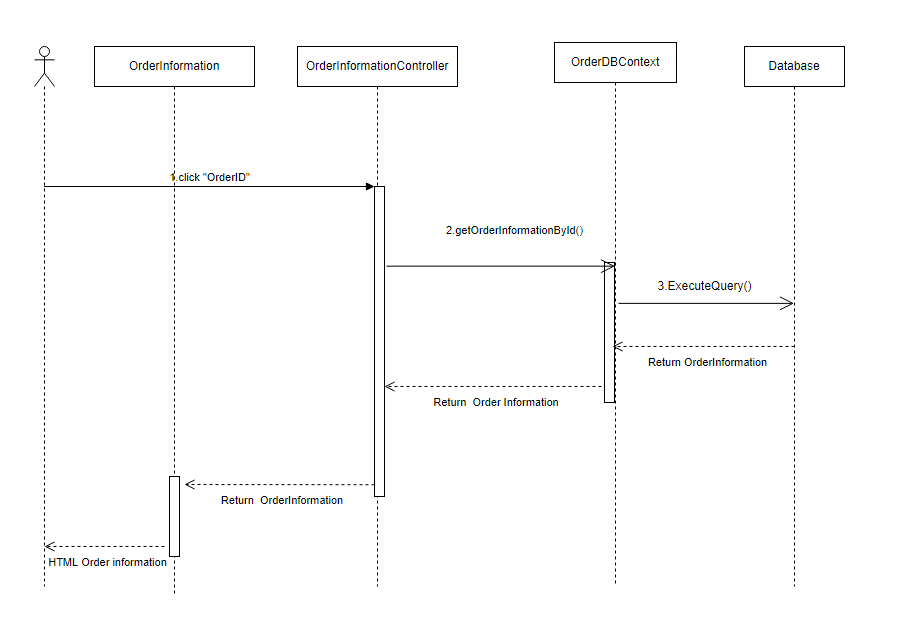 OrderInformation
OrderInformationController
OrderDBContext
Database
1.click "OrderID"
2.getOrderInformationById()
3.ExecuteQuery()
Return OrderInformation
Return  Order Information
Return  OrderInformation
HTML Order information